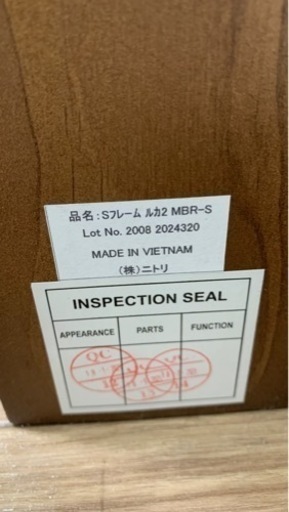 品名：Sフレーム ルカ2 MBR-S
Lot No. 2008 2024320
MADE IN VIETNAM
（株）ニトリ
INSPECTION SEAL
APPEARANCE PARTS FUNCTION
QC